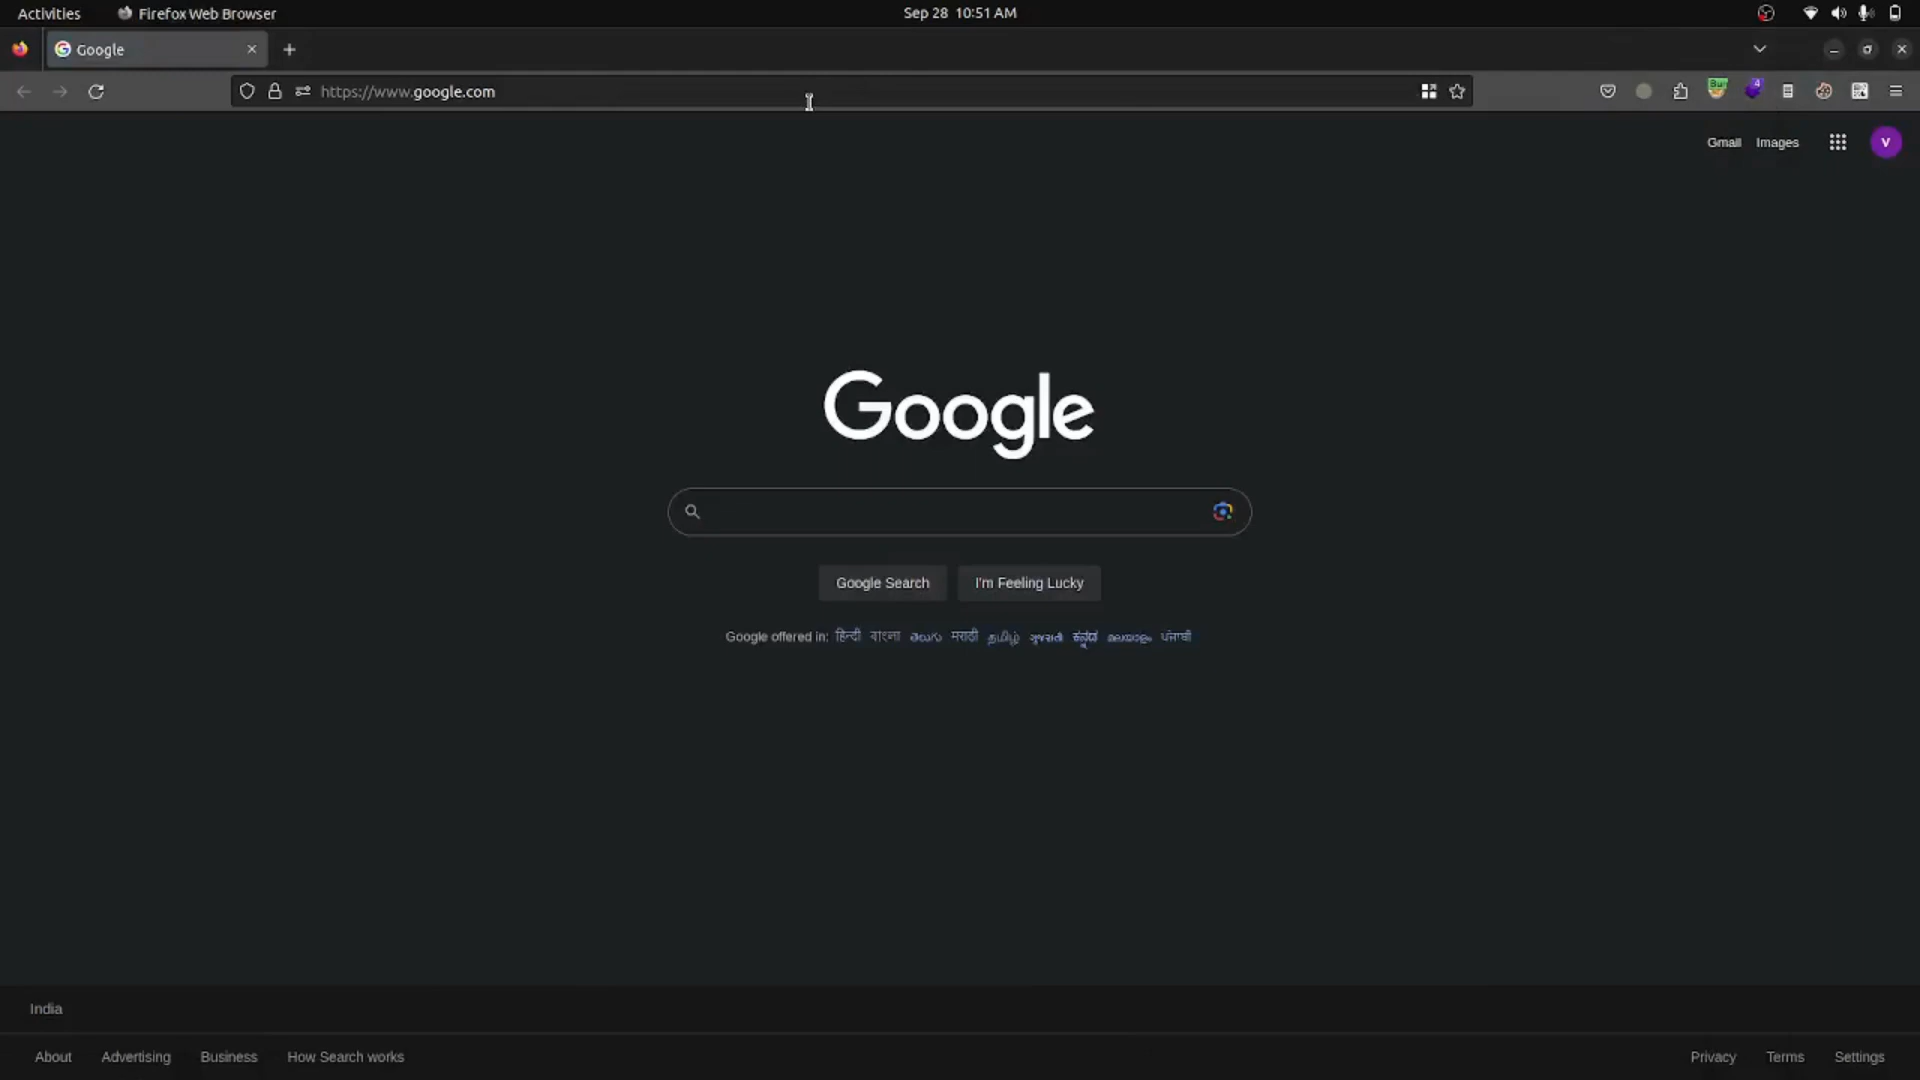 Activities Firefox Web Browser Sep 28 10:51 AM
Google
https://www.google.com
Gmail Images V
Google
Google Search I'm Feeling Lucky
Google offered in: हिन्दी বাংলা తెలుగు मराठी தமிழ் ગુજરાતી ಕನ್ನಡ മലയാളം ਪੰਜਾਬੀ
India
About Advertising Business How Search works Privacy Terms Settings